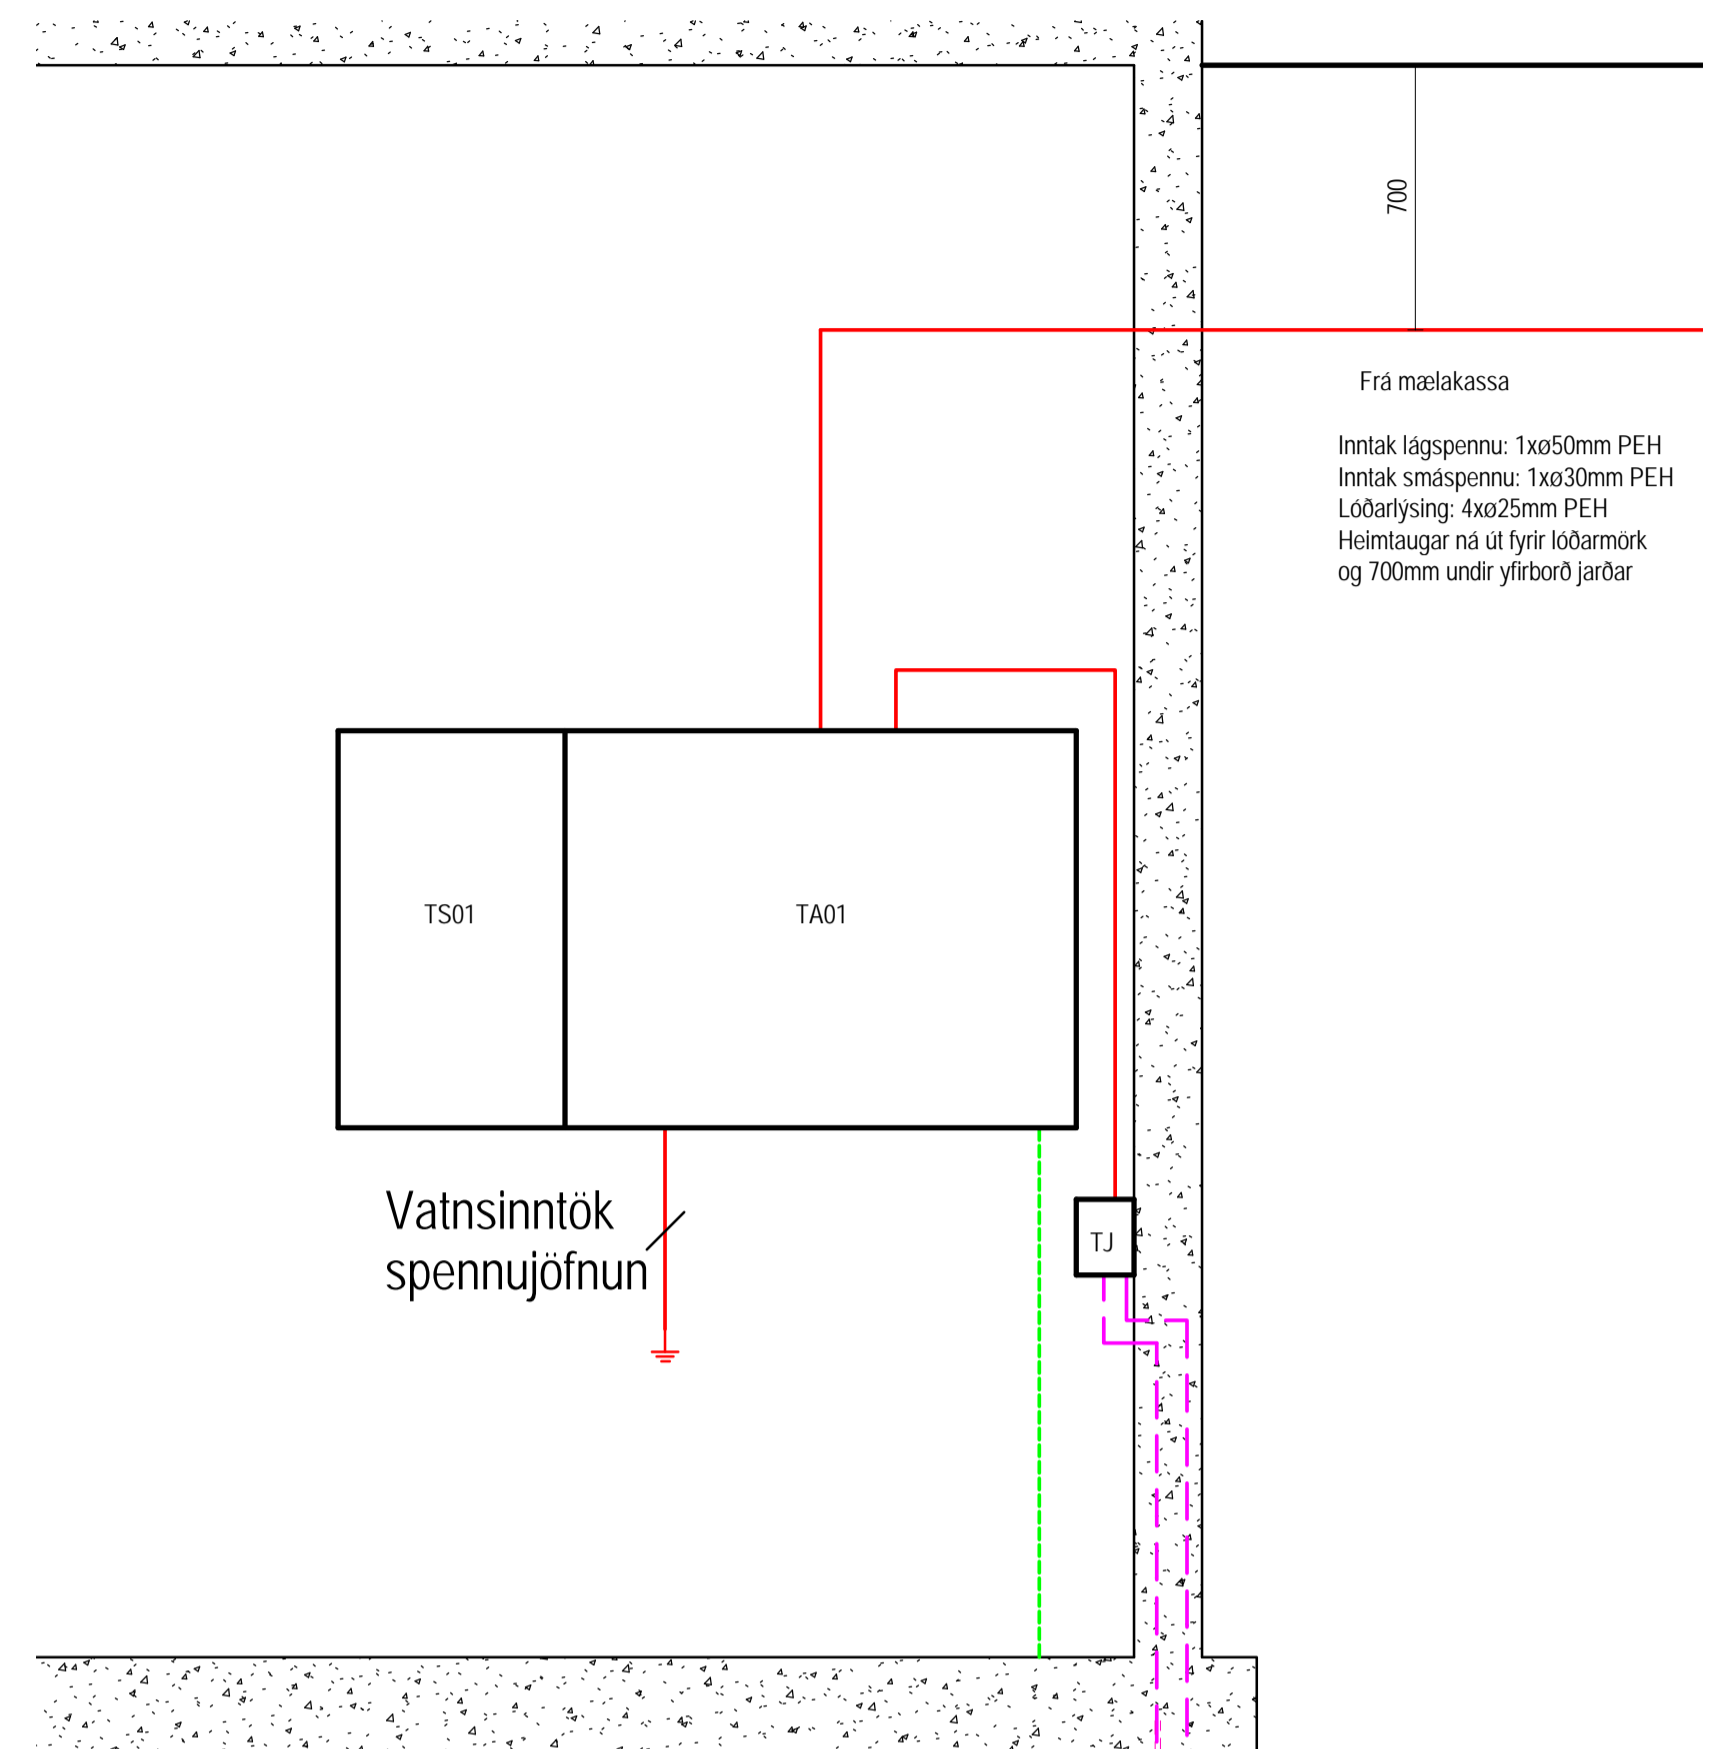 700
Frá mælakassa
Inntak lágspennu: 1xø50mm PEH
Inntak smáspennu: 1xø30mm PEH
Lóðarlýsing: 4xø25mm PEH
Heimtaugar ná út fyrir lóðarmörk
og 700mm undir yfirborð jarðar
TS01
TA01
Vatnsinntök
spennujöfnun
TJ